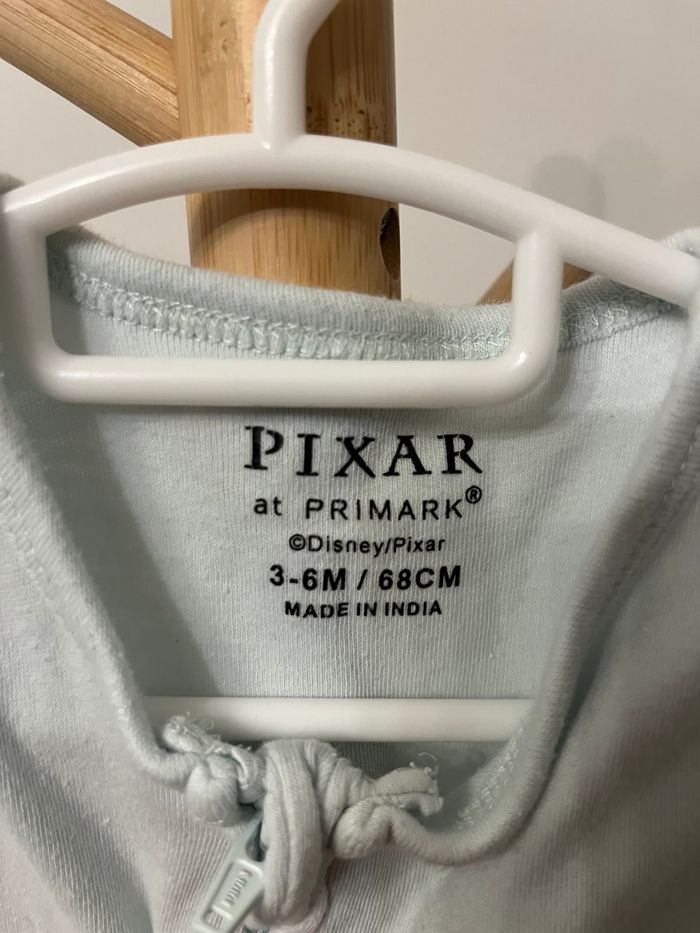 PIXAR
at PRIMARK®
©Disney/Pixar
3-6M / 68CM
MADE IN INDIA